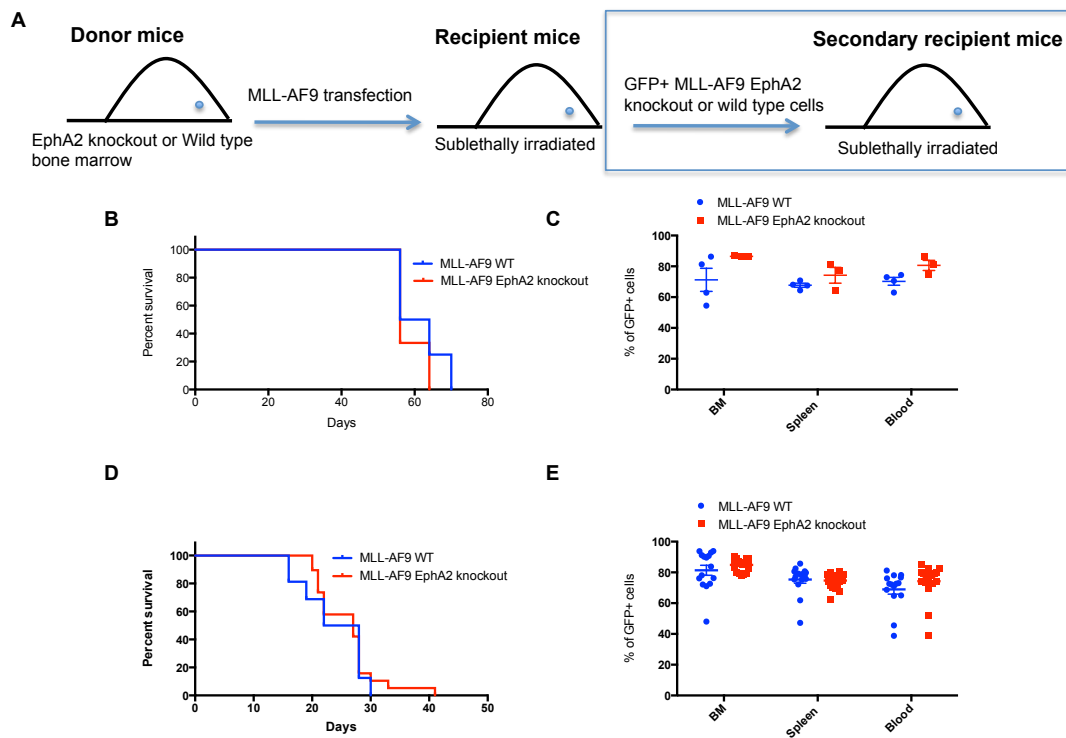 A
Donor mice
Recipient mice
Secondary recipient mice
MLL-AF9 transfection
GFP+ MLL-AF9 EphA2
knockout or wild type cells
EphA2 knockout or Wild type
bone marrow
Sublethally irradiated
Sublethally irradiated
B
MLL-AF9 WT
MLL-AF9 EphA2 knockout
Percent survival
100
80
60
40
20
0
20
40
60
80
Days
C
MLL-AF9 WT
MLL-AF9 EphA2 knockout
% of GFP+ cells
100
80
60
40
20
0
BM
Spleen
Blood
D
MLL-AF9 WT
MLL-AF9 EphA2 knockout
Percent survival
100
80
60
40
20
0
0
10
20
30
40
50
Days
E
MLL-AF9 WT
MLL-AF9 EphA2 knockout
% of GFP+ cells
100
80
60
40
20
0
BM
Spleen
Blood